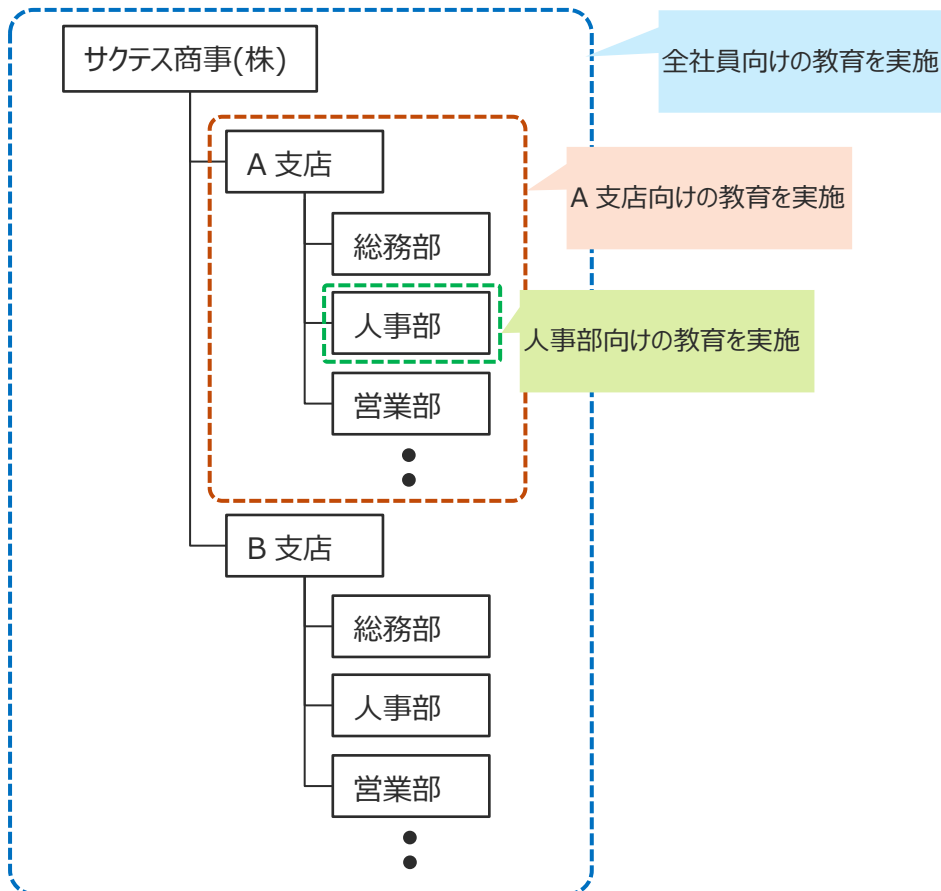 サクテス商事(株)
全社員向けの教育を実施
A 支店
A 支店向けの教育を実施
総務部
人事部
人事部向けの教育を実施
営業部
B 支店
総務部
人事部
営業部